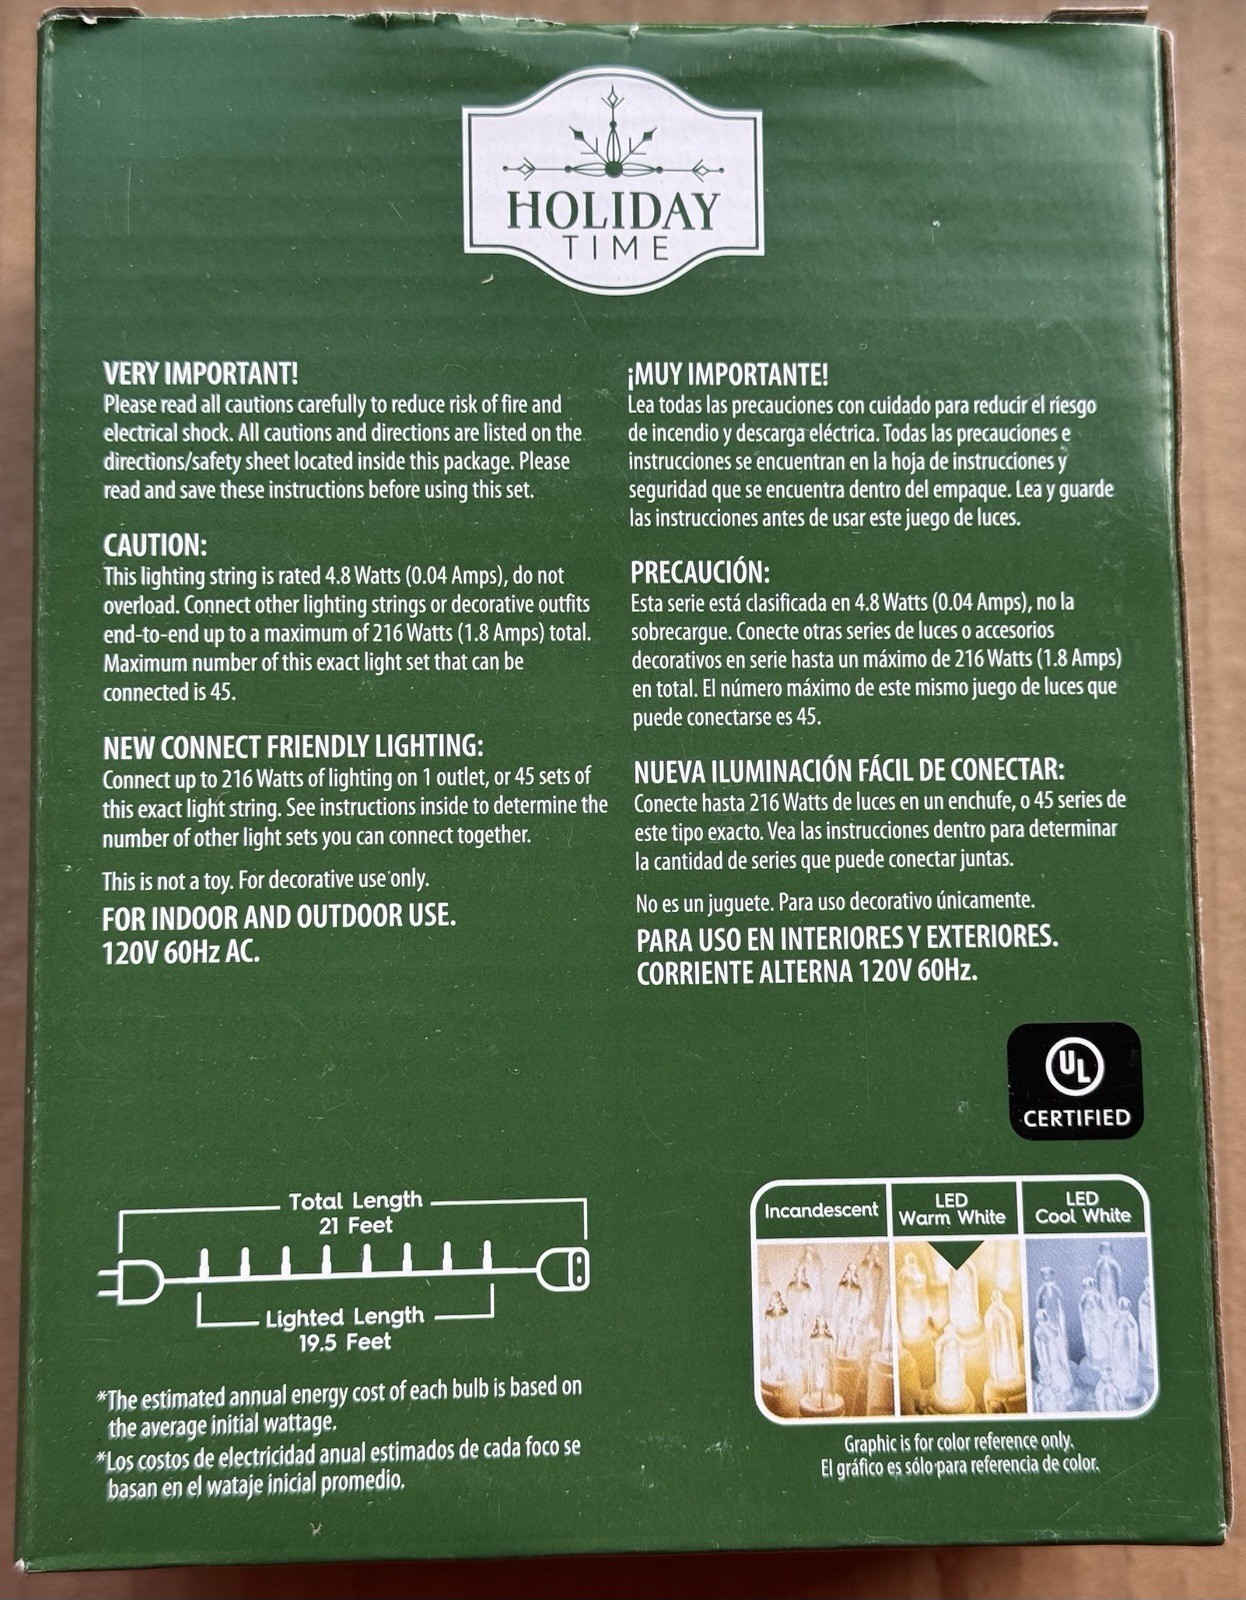 HOLIDAY
TIME
VERY IMPORTANT!
Please read all cautions carefully to reduce risk of fire and
electrical shock. All cautions and directions are listed on the
directions/safety sheet located inside this package. Please
read and save these instructions before using this set.
CAUTION:
This lighting string is rated 4.8 Watts (0.04 Amps), do not
overload. Connect other lighting strings or decorative outfits
end-to-end up to a maximum of 216 Watts (1.8 Amps) total.
Maximum number of this exact light set that can be
connected is 45.
NEW CONNECT FRIENDLY LIGHTING:
Connect up to 216 Watts of lighting on 1 outlet, or 45 sets of
this exact light string. See instructions inside to determine the
number of other light sets you can connect together.
This is not a toy. For decorative use only.
FOR INDOOR AND OUTDOOR USE.
120V 60Hz AC.
¡MUY IMPORTANTE!
Lea todas las precauciones con cuidado para reducir el riesgo
de incendio y descarga eléctrica. Todas las precauciones e
instrucciones se encuentran en la hoja de instrucciones y
seguridad que se encuentra dentro del empaque. Lea y guarde
las instrucciones antes de usar este juego de luces.
PRECAUCIÓN:
Esta serie está clasificada en 4.8 Watts (0.04 Amps), no la
sobrecargue. Conecte otras series de luces o accesorios
decorativos en serie hasta un máximo de 216 Watts (1.8 Amps)
en total. El número máximo de este mismo juego de luces que
puede conectarse es 45.
NUEVA ILUMINACIÓN FÁCIL DE CONECTAR:
Conecte hasta 216 Watts de luces en un enchufe, o 45 series de
este tipo exacto. Vea las instrucciones dentro para determinar
la cantidad de series que puede conectar juntas.
No es un juguete. Para uso decorativo únicamente.
PARA USO EN INTERIORES Y EXTERIORES.
CORRIENTE ALTERNA 120V 60Hz.
UL
CERTIFIED
Total Length
21 Feet
Lighted Length
19.5 Feet
*The estimated annual energy cost of each bulb is based on
the average initial wattage.
*Los costos de electricidad anual estimados de cada foco se
basan en el wataje inicial promedio.
Incandescent
LED
Warm White
LED
Cool White
Graphic is for color reference only.
El gráfico es sólo para referencia de color.